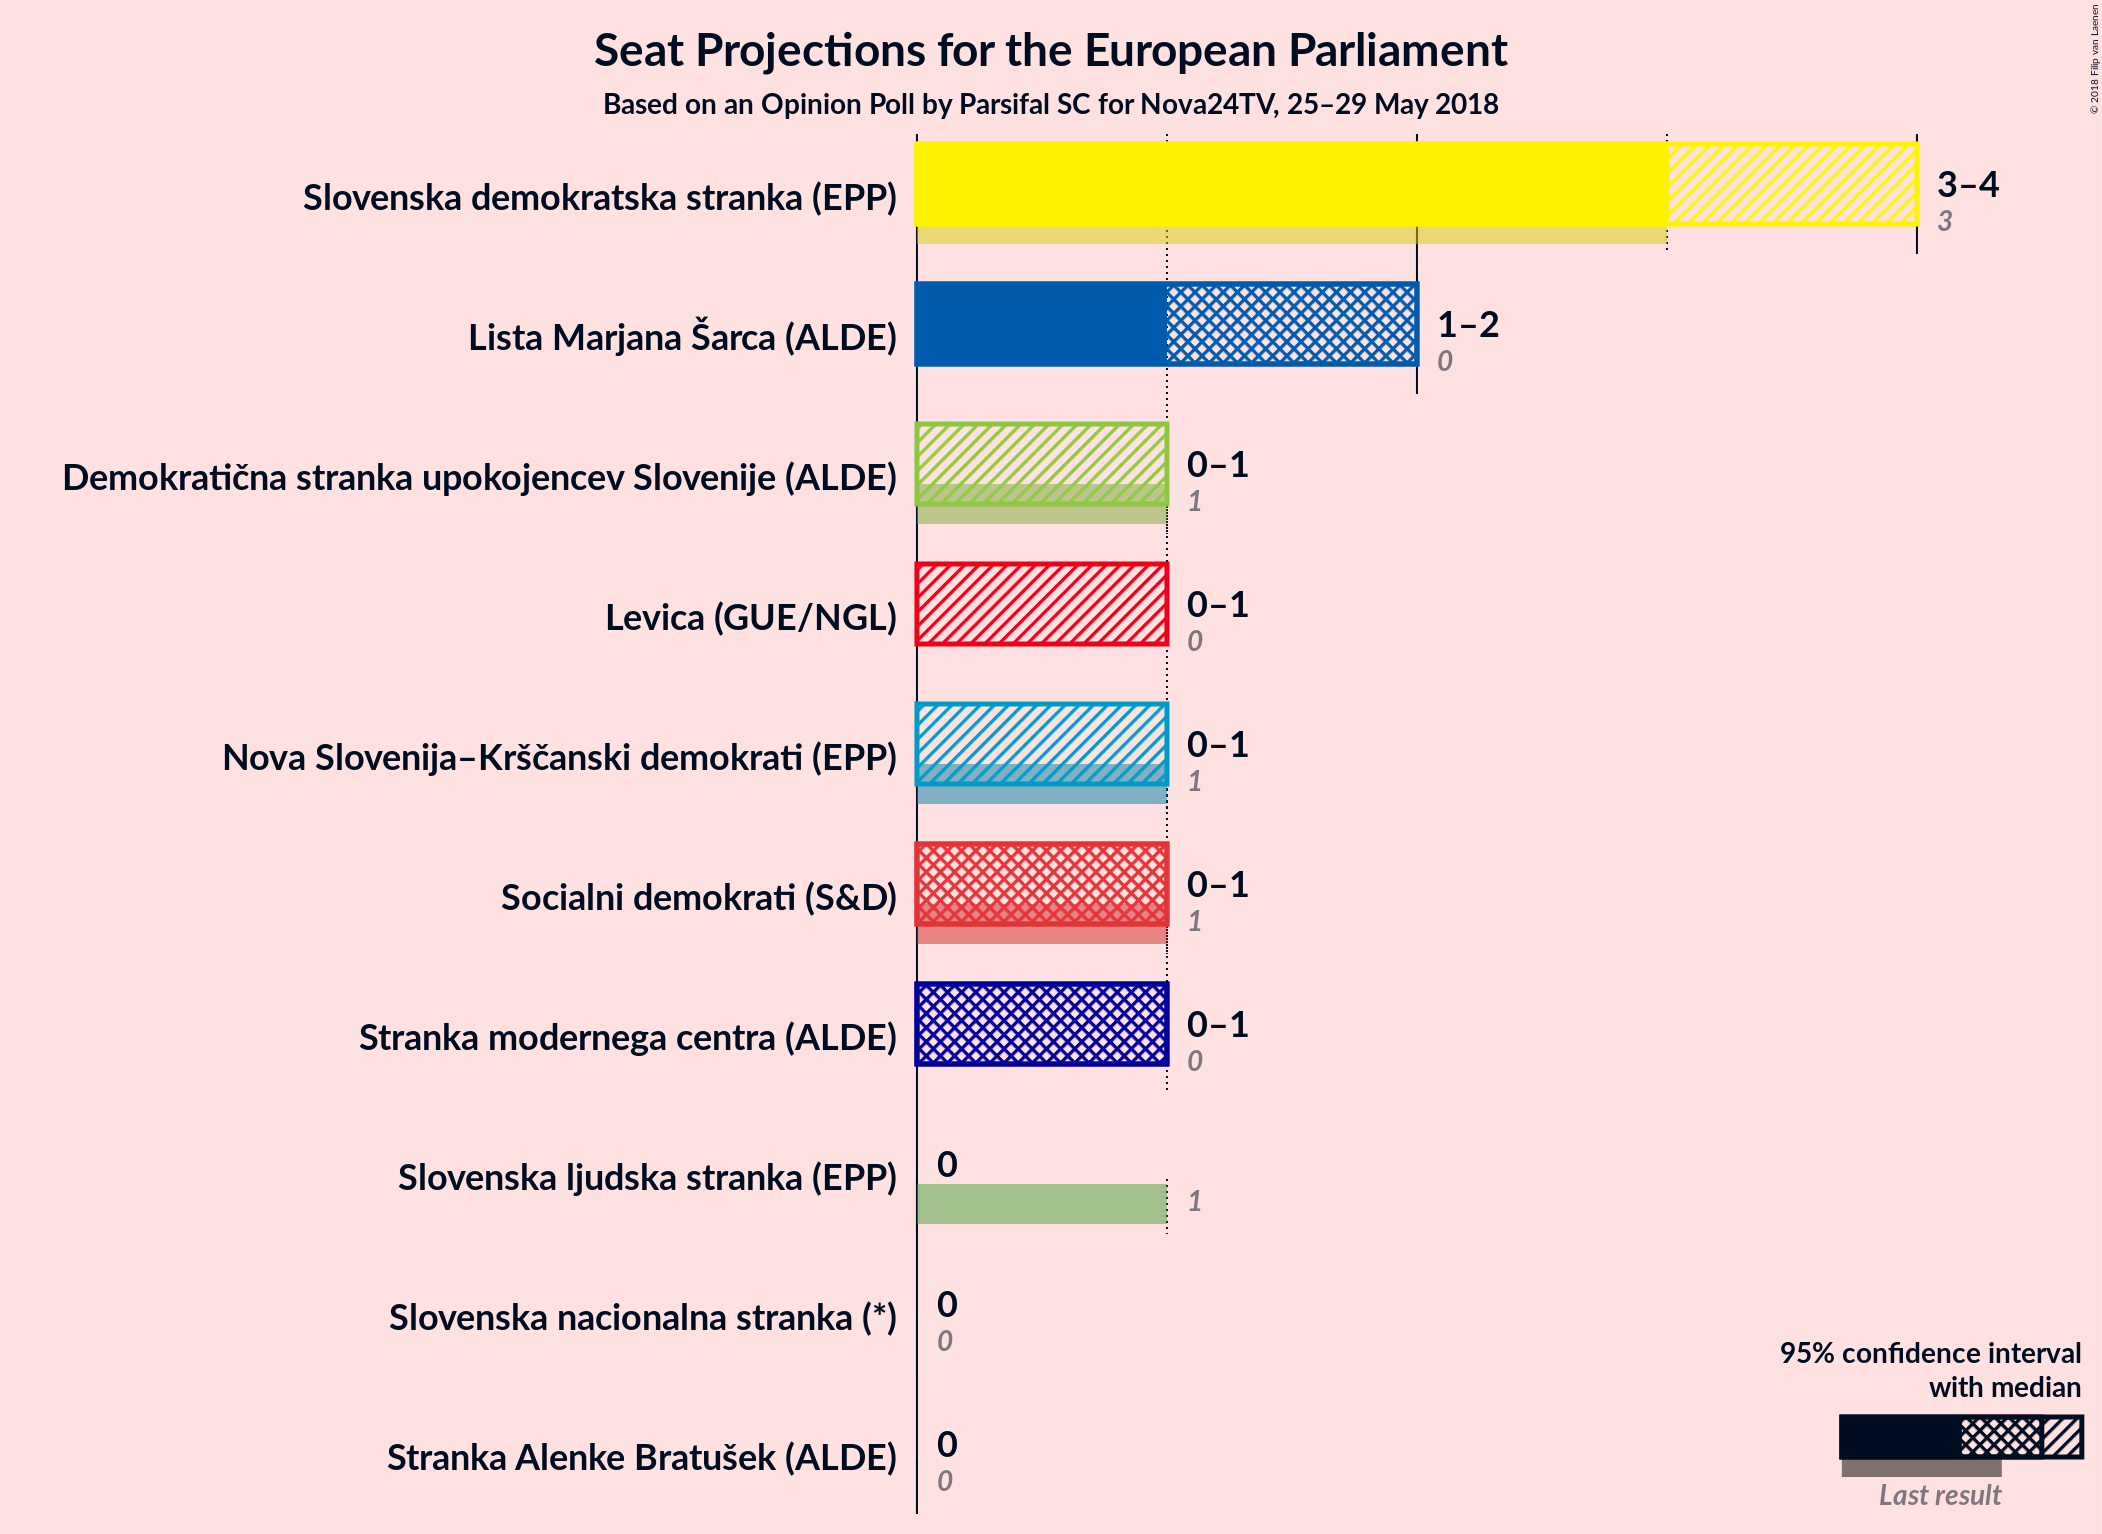 Seat Projections for the European Parliament
Based on an Opinion Poll by Parsifal SC for Nova24TV, 25–29 May 2018
© 2018 Filip van Laenen
Slovenska demokratska stranka (EPP)
3–4
3
Lista Marjana Šarca (ALDE)
1–2
0
Demokratična stranka upokojencev Slovenije (ALDE)
0–1
1
Levica (GUE/NGL)
0–1
0
Nova Slovenija–Krščanski demokrati (EPP)
0–1
1
Socialni demokrati (S&D)
0–1
1
Stranka modernega centra (ALDE)
0–1
0
Slovenska ljudska stranka (EPP)
0
1
Slovenska nacionalna stranka (*)
0
0
Stranka Alenke Bratušek (ALDE)
0
0
95% confidence interval
with median
Last result